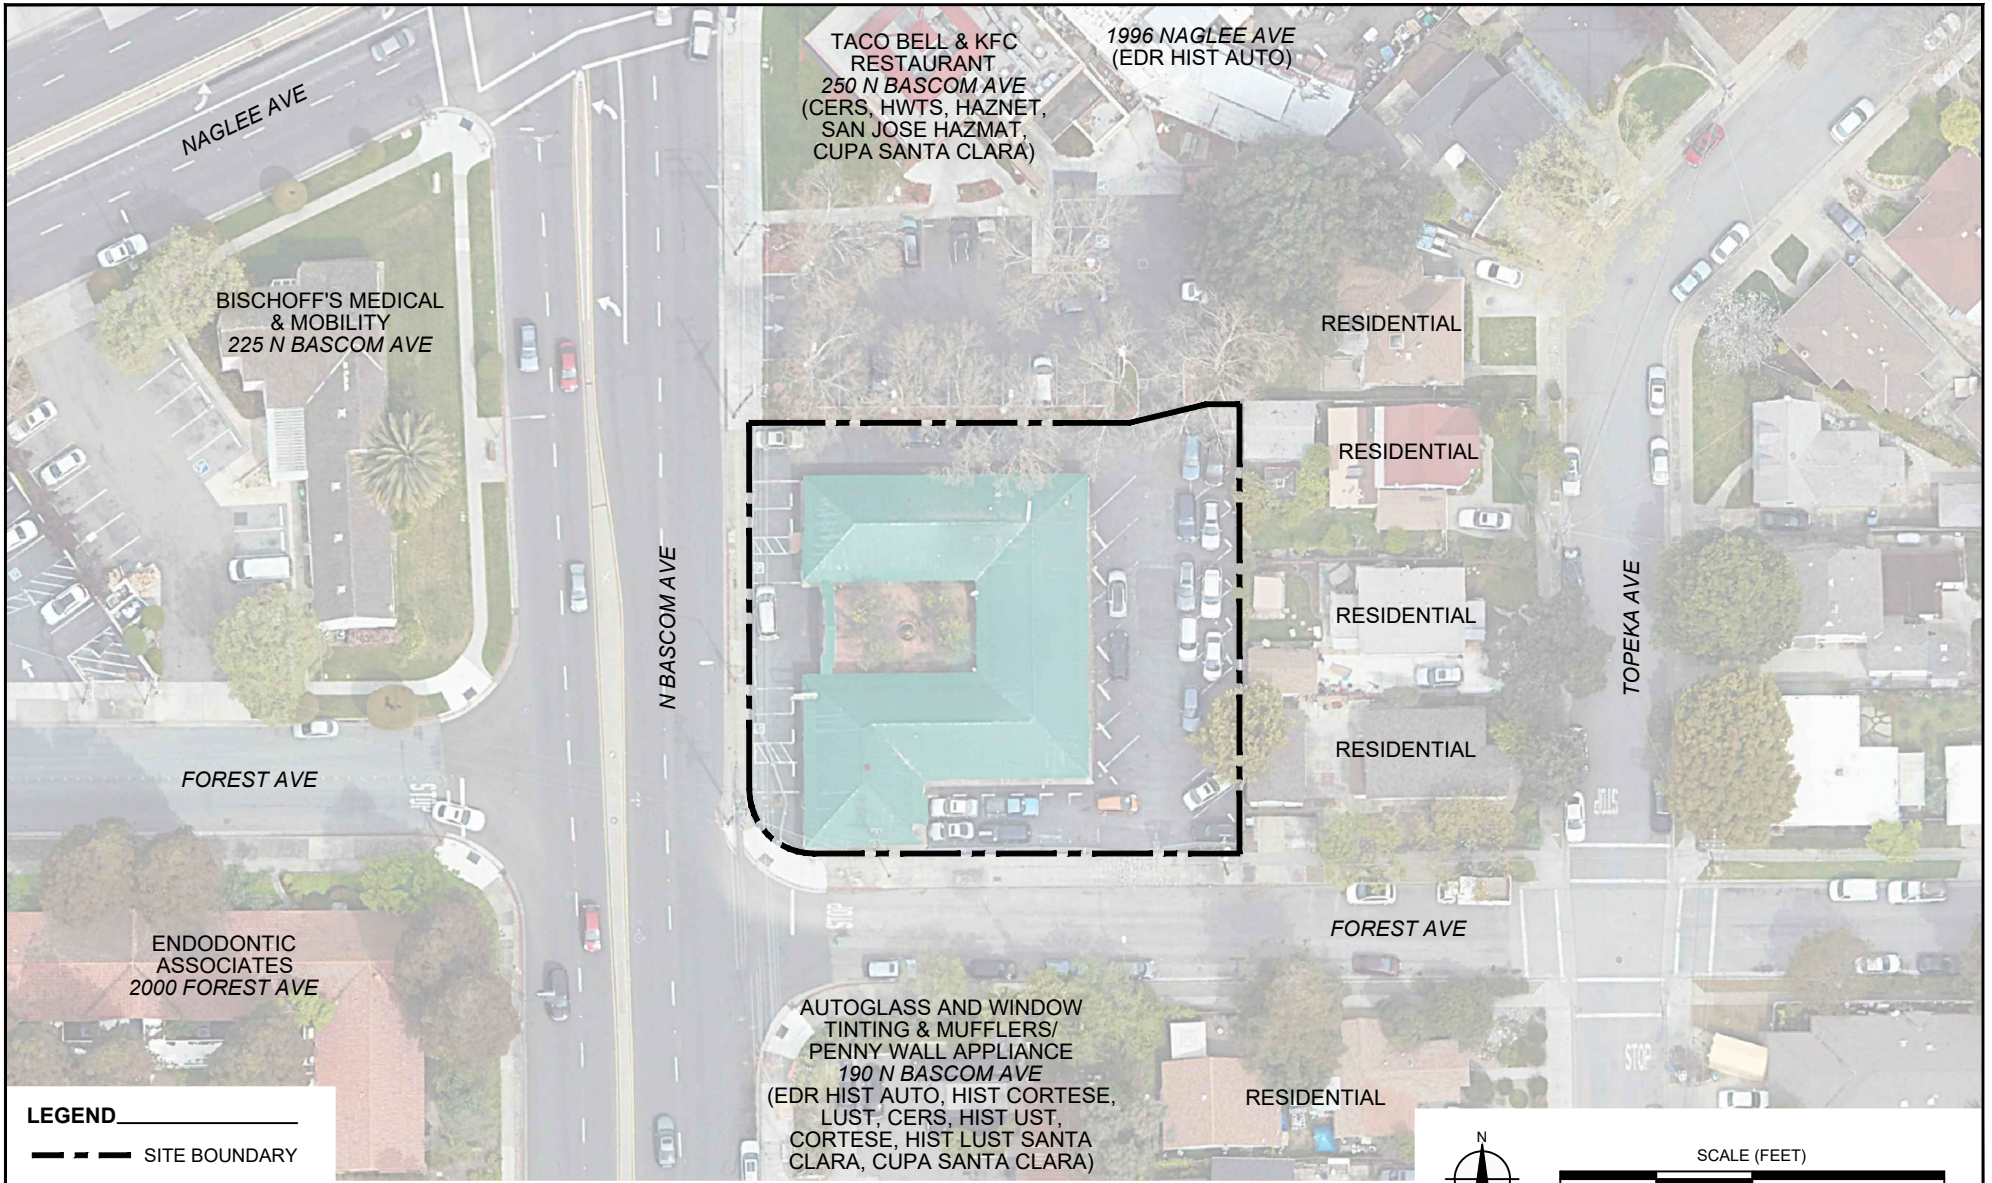 TACO BELL & KFC
RESTAURANT
250 N BASCOM AVE
(CERS, HWTS, HAZNET,
SAN JOSE HAZMAT,
CUPA SANTA CLARA)
1996 NAGLEE AVE
(EDR HIST AUTO)
NAGLEE AVE
BISCHOFF'S MEDICAL
& MOBILITY
225 N BASCOM AVE
RESIDENTIAL
RESIDENTIAL
N BASCOM AVE
RESIDENTIAL
TOPEKA AVE
RESIDENTIAL
FOREST AVE
STOP
STOP
STOP
FOREST AVE
ENDODONTIC
ASSOCIATES
2000 FOREST AVE
AUTOGLASS AND WINDOW
TINTING & MUFFLERS/
PENNY WALL APPLIANCE
190 N BASCOM AVE
(EDR HIST AUTO, HIST CORTESE,
LUST, CERS, HIST UST,
CORTESE, HIST LUST SANTA
CLARA, CUPA SANTA CLARA)
STOP
RESIDENTIAL
LEGEND
SITE BOUNDARY
N
SCALE (FEET)